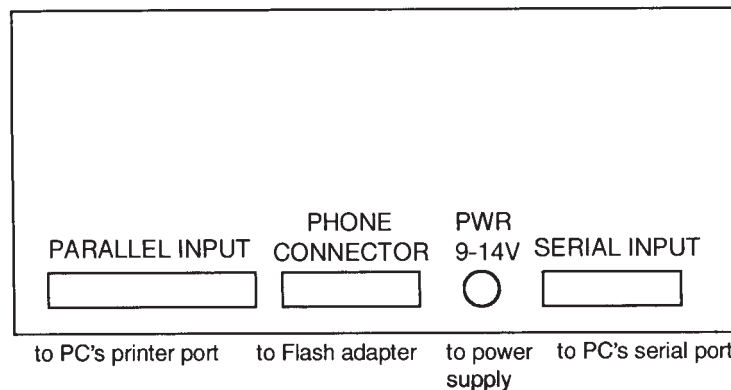 PARALLEL INPUT
PHONE
CONNECTOR
PWR
9-14V
SERIAL INPUT
to PC's printer port
to Flash adapter
to power
supply
to PC's serial port